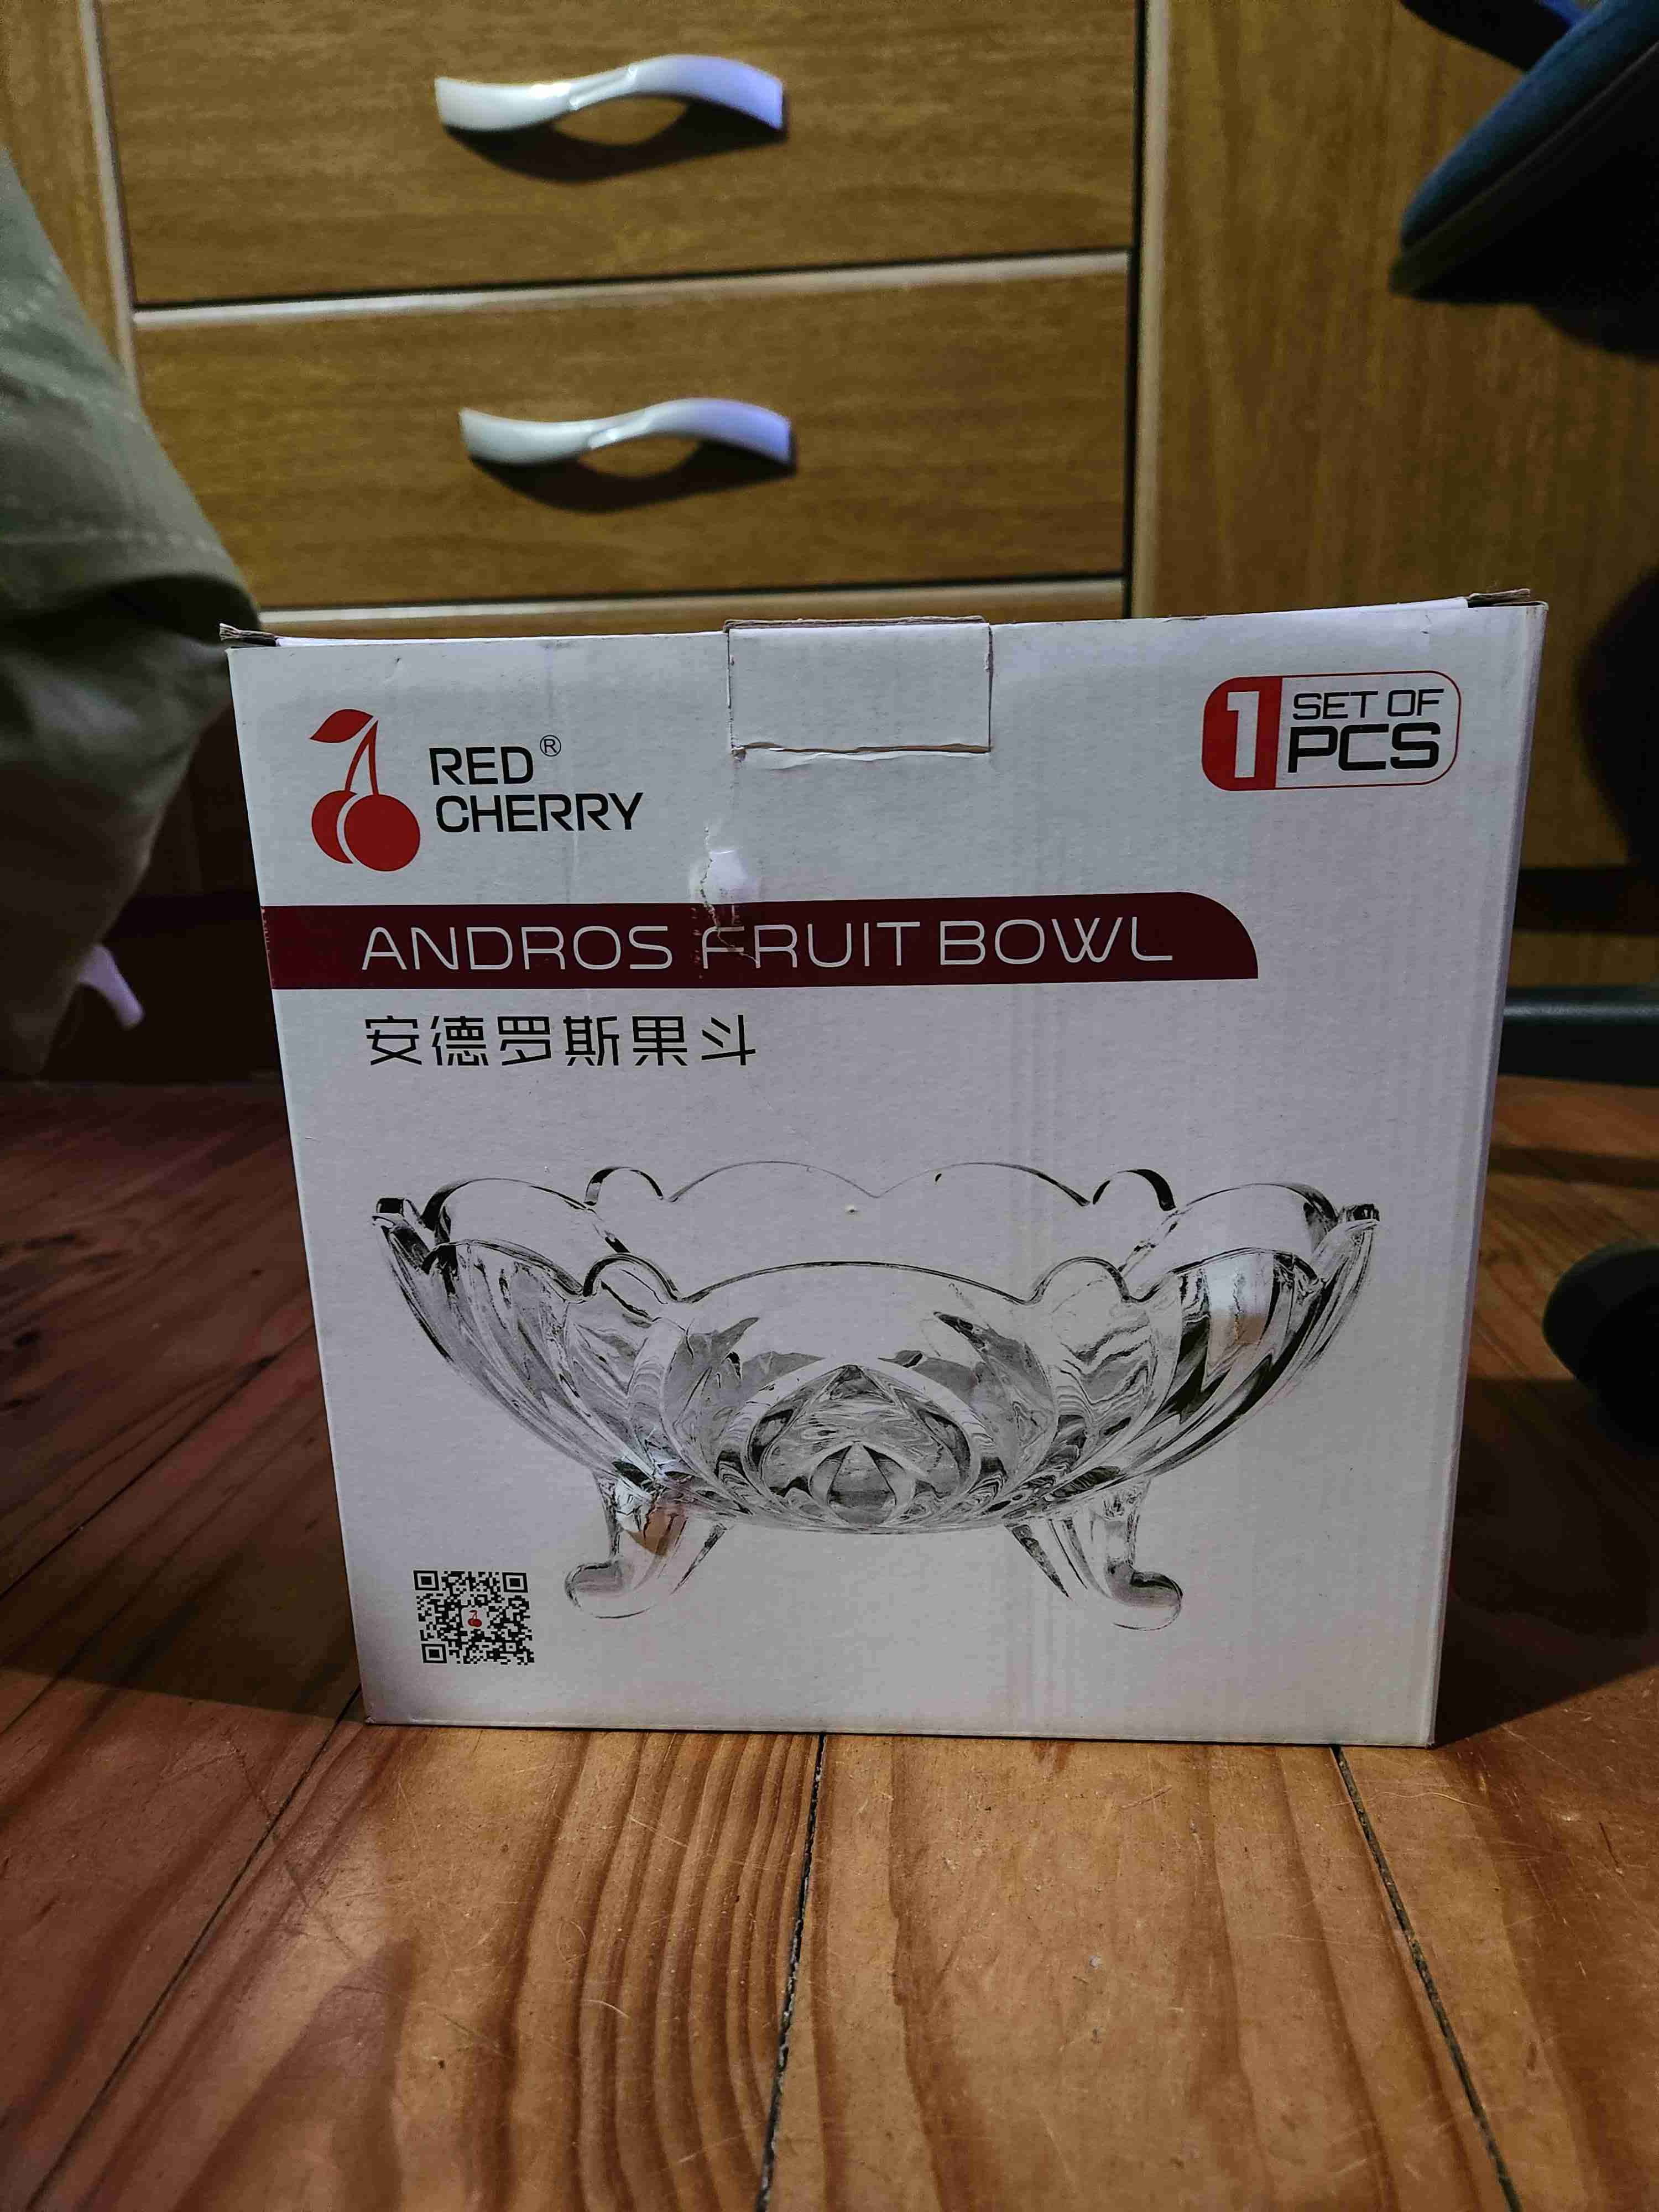 RED®
CHERRY
1 SET OF
PCS
ANDROS FRUIT BOWL
安德罗斯果斗